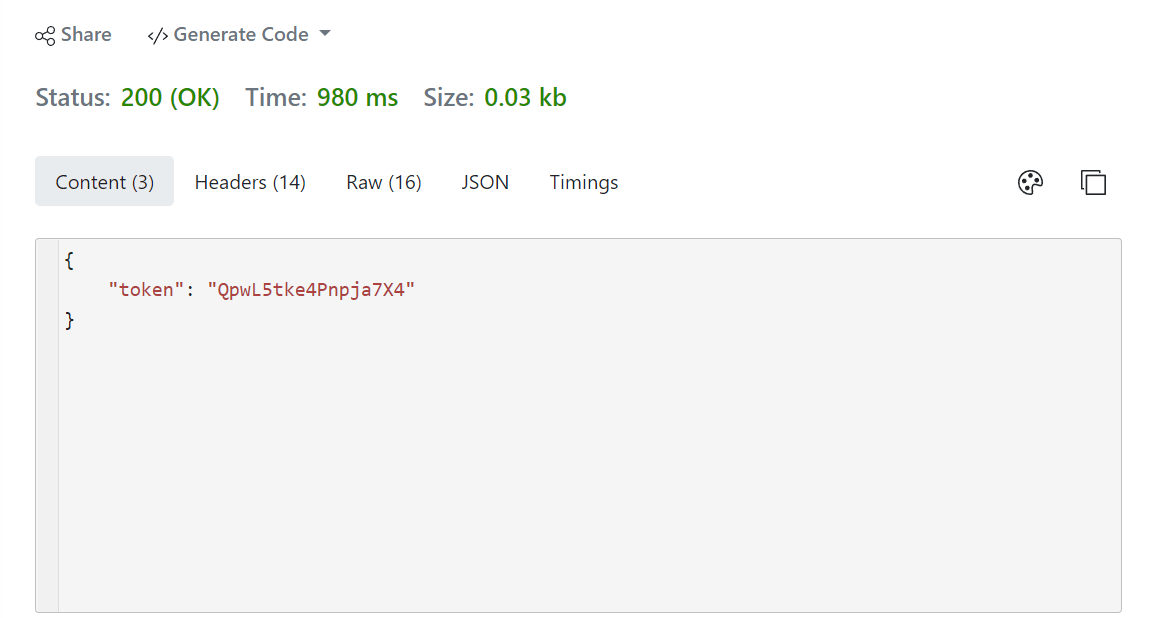 Share </> Generate Code
Status: 200 (OK) Time: 980 ms Size: 0.03 kb
Content (3) Headers (14) Raw (16) JSON Timings
{
"token": "QpwL5tke4Pnpja7X4"
}